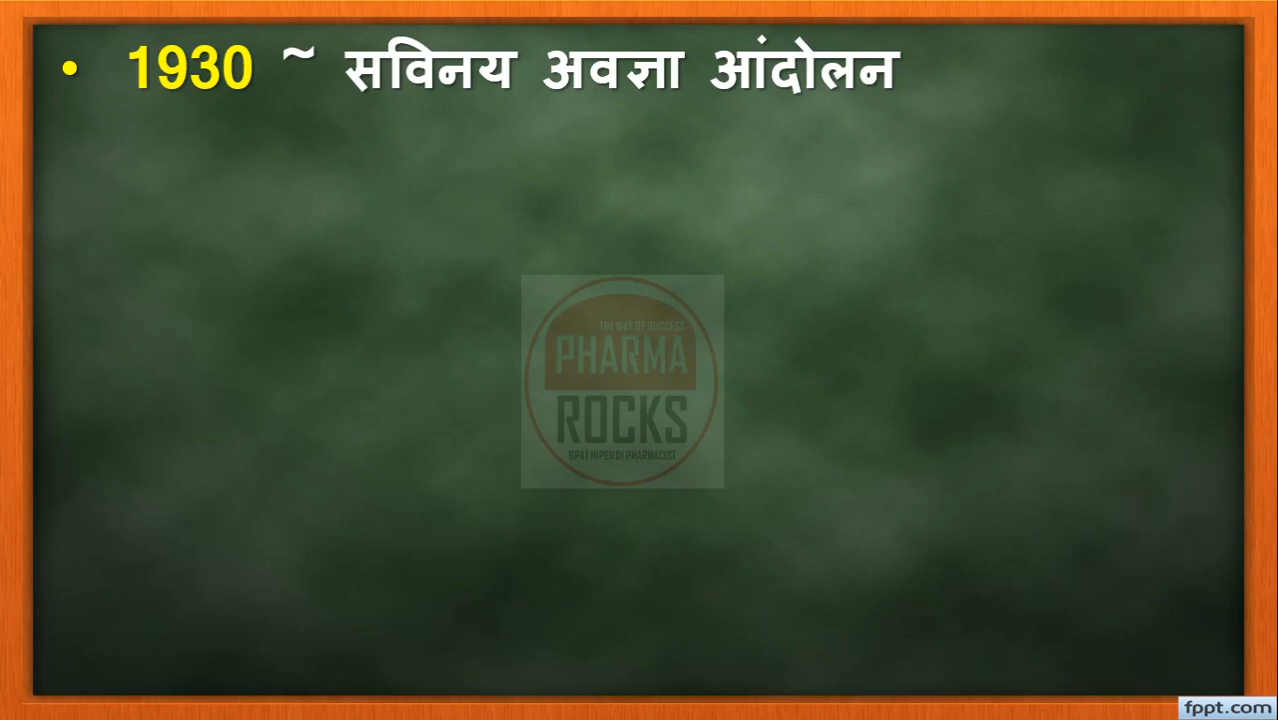 • 1930 ~ सविनय अवज्ञा आंदोलन
THE WAY OF SUCCESS
PHARMA
ROCKS
GPAT NIPER DI PHARMACIST
fppt.com